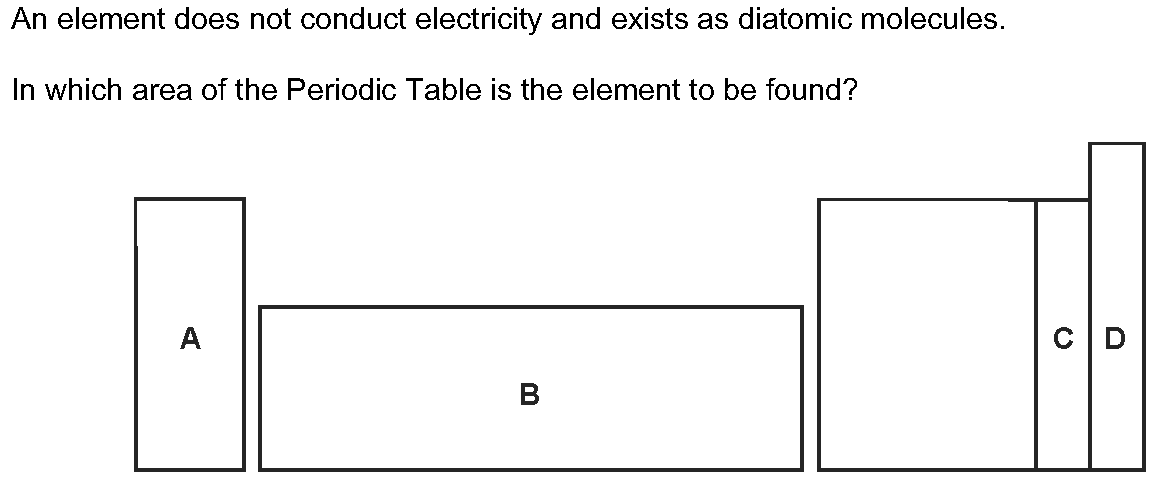 An element does not conduct electricity and exists as diatomic molecules.
In which area of the Periodic Table is the element to be found?
A
B
C
D